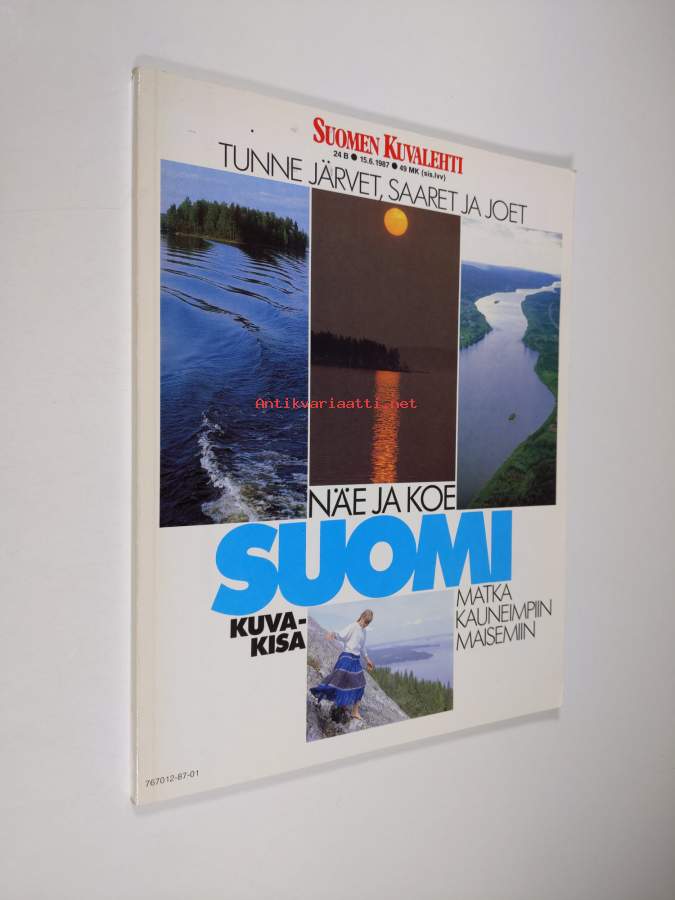 SUOMEN KUVALEHTI
24 B ● 15.6.1987 ● 49 MK (sis.lvv)
TUNNE JÄRVET, SAARET JA JOET
Antikvariaatti.net
NÄE JA KOE
SUOMI
KUVA-
KISA
MATKA
KAUNEIMPIIN
MAISEMIIN
767012-87-01